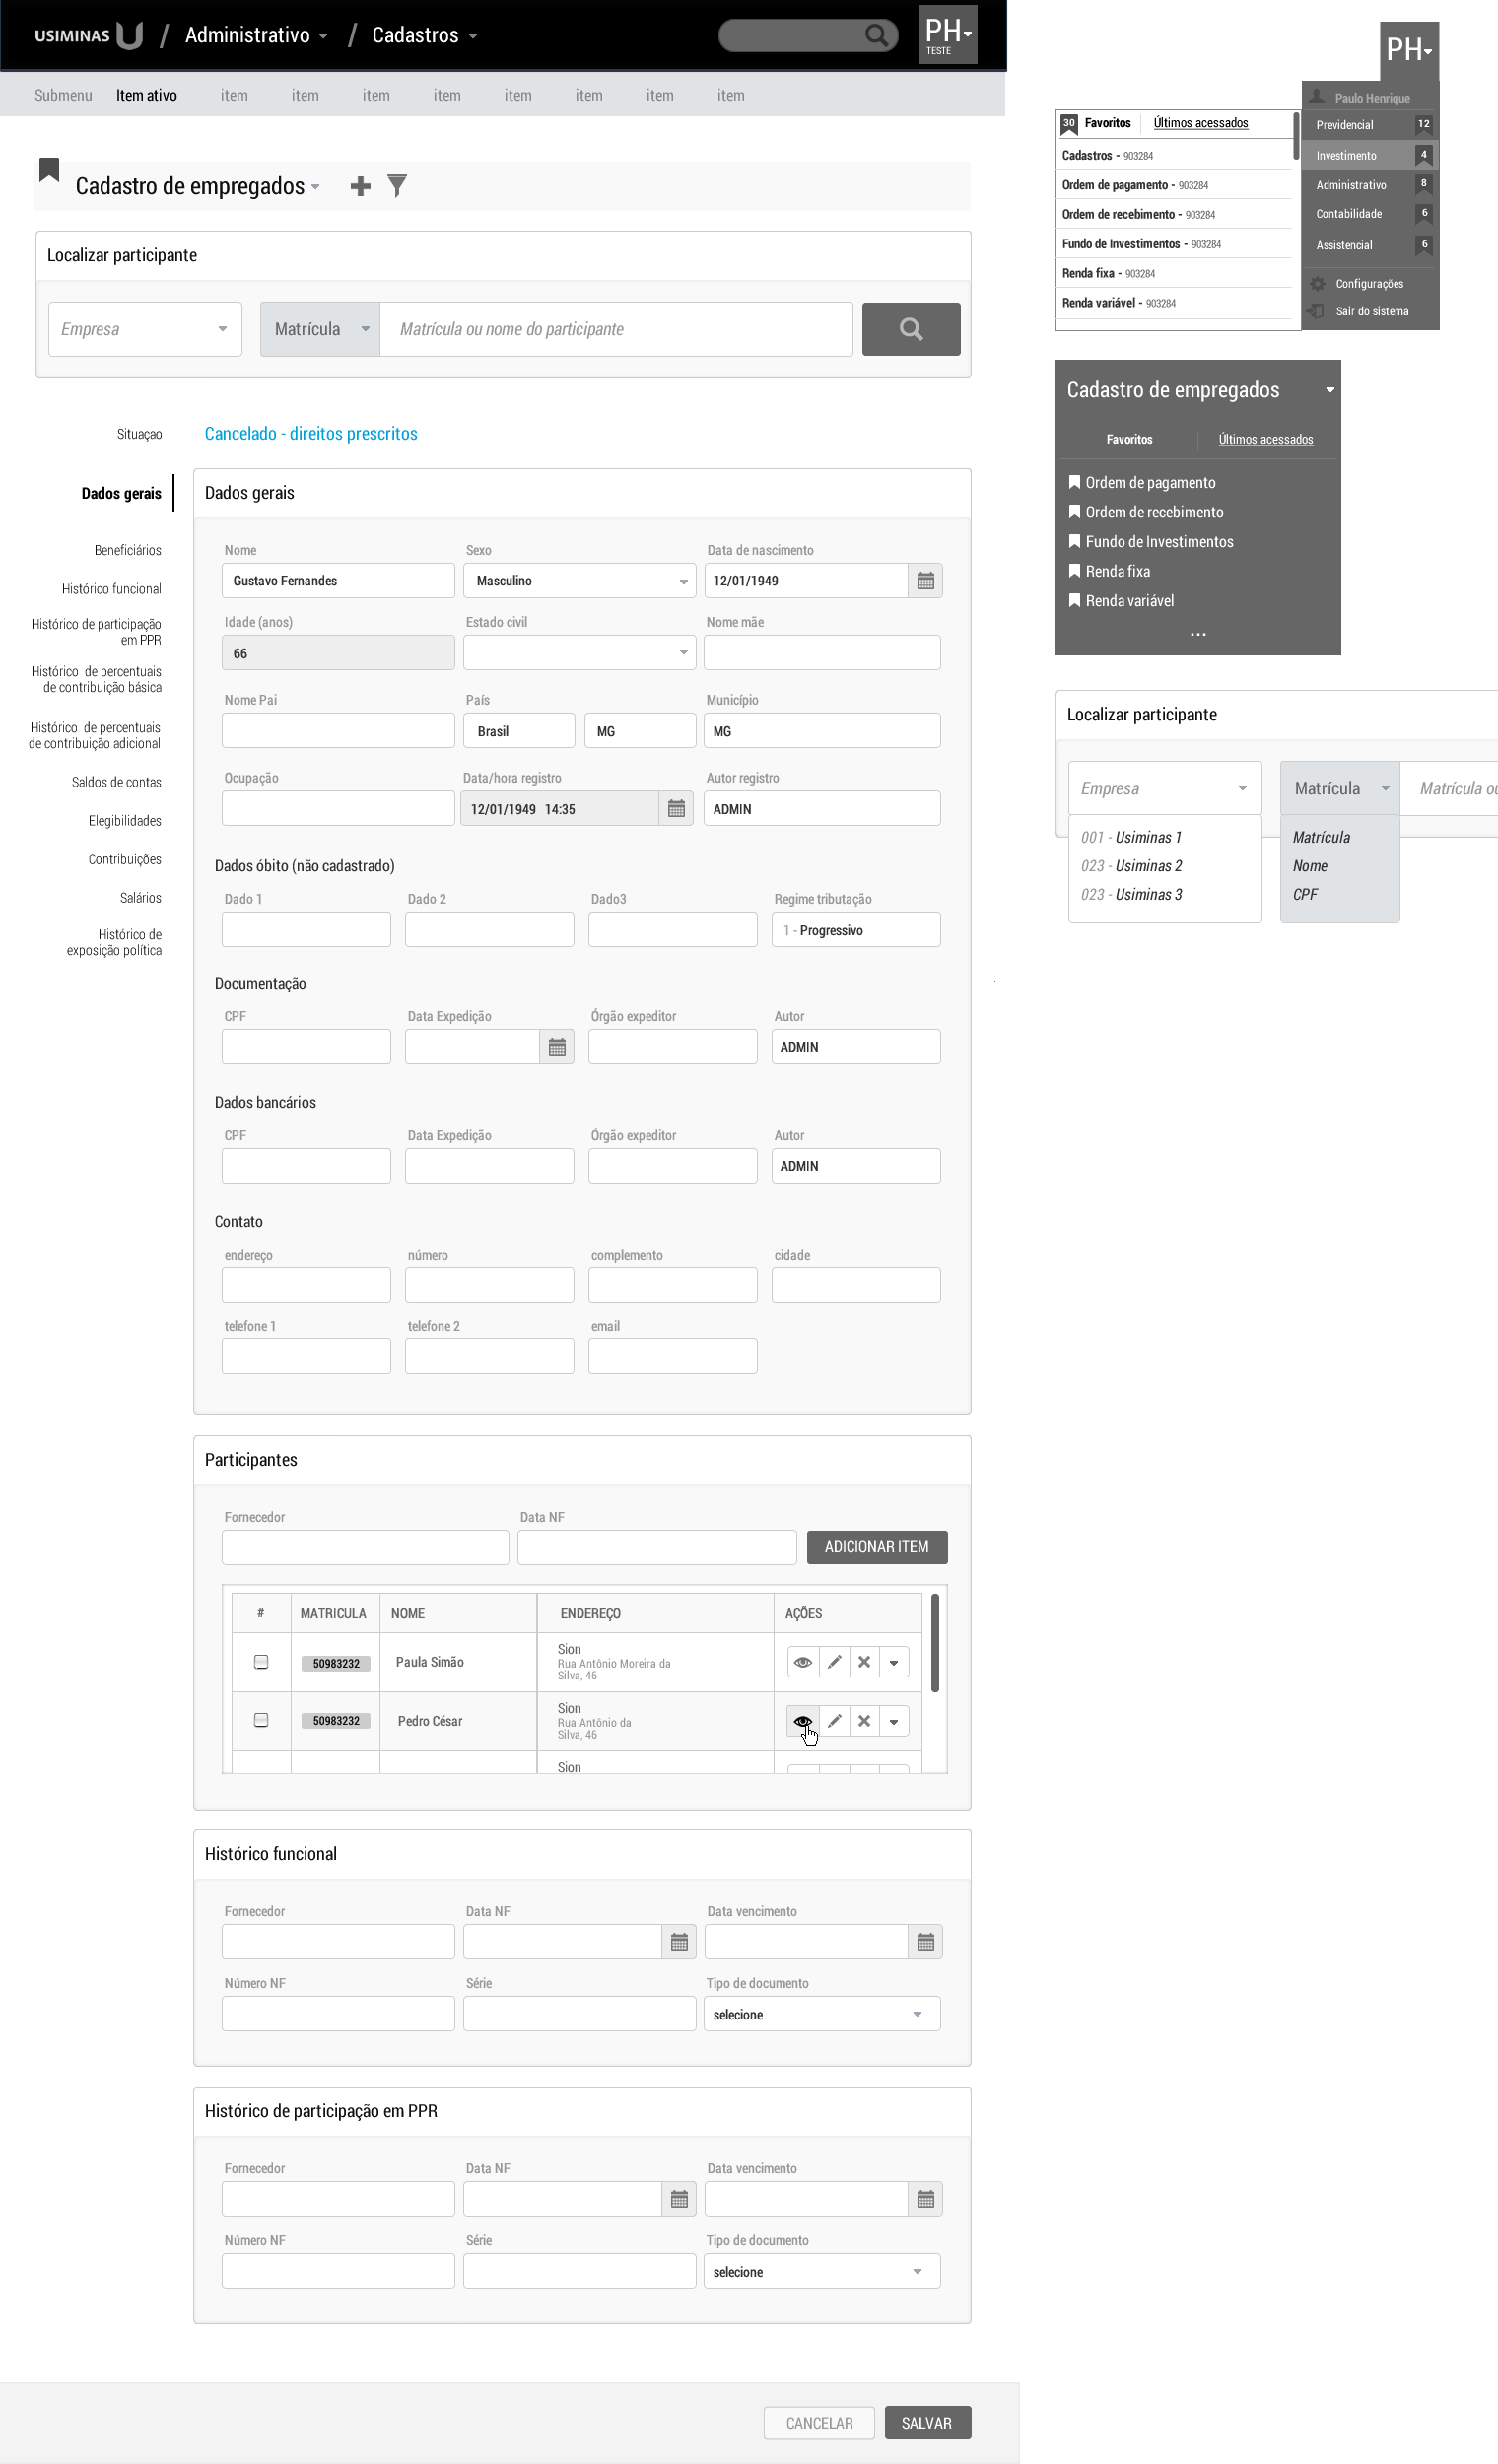 USIMINAS / Administrativo / Cadastros PH
TESTE
Submenu Item ativo item item item item item item item item
Cadastro de empregados
Localizar participante
Empresa Matrícula Matrícula ou nome do participante
Situaçao Cancelado - direitos prescritos
Dados gerais
Beneficiários
Histórico funcional
Histórico de participação
em PPR
Histórico de percentuais
de contribuição básica
Histórico de percentuais
de contribuição adicional
Saldos de contas
Elegibilidades
Contribuições
Salários
Histórico de
exposição política
Dados gerais
Nome Sexo Data de nascimento
Gustavo Fernandes Masculino 12/01/1949
Idade (anos) Estado civil Nome mãe
66
Nome Pai País Município
Brasil MG MG
Ocupação Data/hora registro Autor registro
12/01/1949 14:35 ADMIN
Dados óbito (não cadastrado)
Dado 1 Dado 2 Dado3 Regime tributação
1 - Progressivo
Documentação
CPF Data Expedição Órgão expeditor Autor
ADMIN
Dados bancários
CPF Data Expedição Órgão expeditor Autor
ADMIN
Contato
endereço número complemento cidade
telefone 1 telefone 2 email
Participantes
Fornecedor Data NF
ADICIONAR ITEM
# MATRICULA NOME ENDEREÇO AÇÕES
50983232 Paula Simão Sion
Rua Antônio Moreira da
Silva, 46
50983232 Pedro César Sion
Rua Antônio da
Silva, 46
Sion
Histórico funcional
Fornecedor Data NF Data vencimento
Número NF Série Tipo de documento
selecione
Histórico de participação em PPR
Fornecedor Data NF Data vencimento
Número NF Série Tipo de documento
selecione
CANCELAR SALVAR
PH
Paulo Henrique
Previdencial 12
Investimento 4
Administrativo 8
Contabilidade 6
Assistencial 6
Configurações
Sair do sistema
30 Favoritos Últimos acessados
Cadastros - 903284
Ordem de pagamento - 903284
Ordem de recebimento - 903284
Fundo de Investimentos - 903284
Renda fixa - 903284
Renda variável - 903284
Cadastro de empregados
Favoritos Últimos acessados
Ordem de pagamento
Ordem de recebimento
Fundo de Investimentos
Renda fixa
Renda variável
...
Localizar participante
Empresa Matrícula Matrícula ou
001 - Usiminas 1 Matrícula
023 - Usiminas 2 Nome
023 - Usiminas 3 CPF